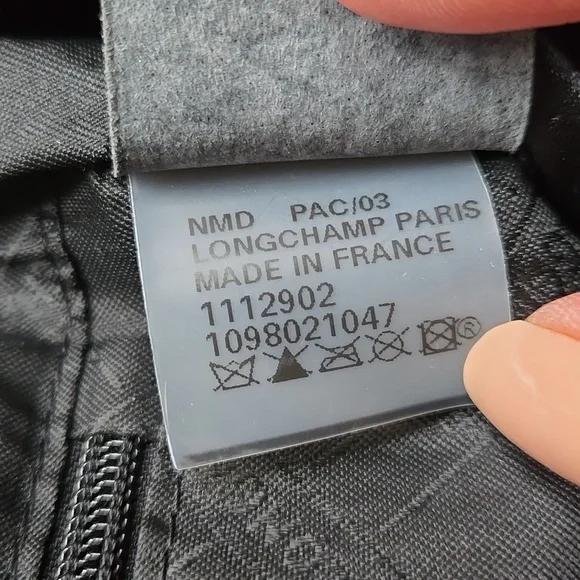 NMD PAC/03
LONGCHAMP PARIS
MADE IN FRANCE
1112902
1098021047
®